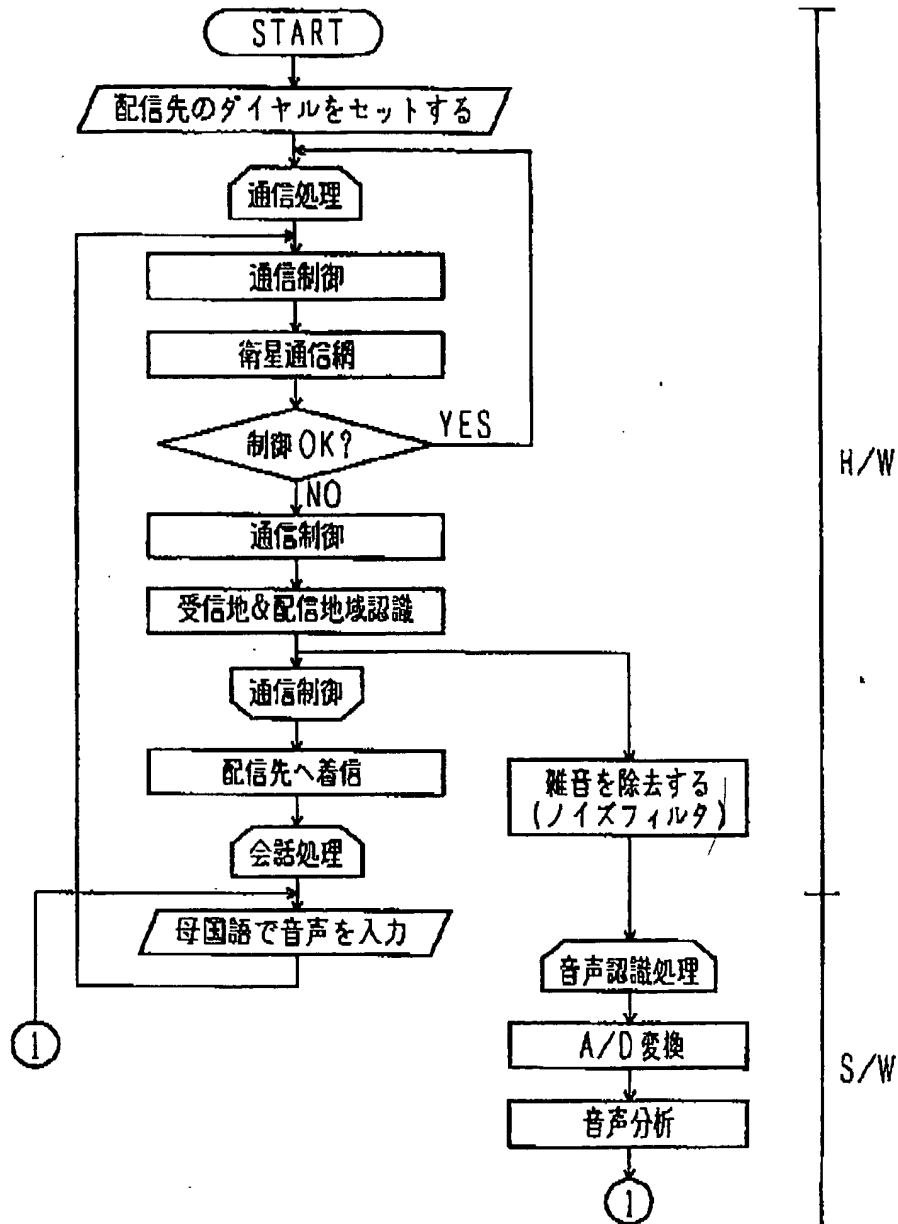 START
配信先のダイヤルをセットする
通信処理
通信制御
衛星通信網
制御OK?
YES
NO
通信制御
受信地&配信地域認識
通信制御
配信先へ着信
会話処理
母国語で音声を入力
1
雑音を除去する
(ノイズフィルタ)
音声認識処理
A/D変換
音声分析
1
H/W
S/W